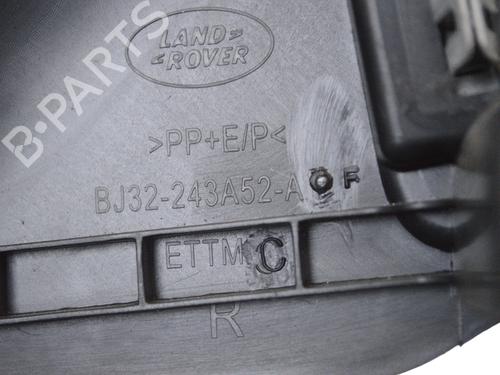 B-PARTS
LAND
ROVER
>PP+E/P<
BJ32-243A52-A F
ETTM C
R